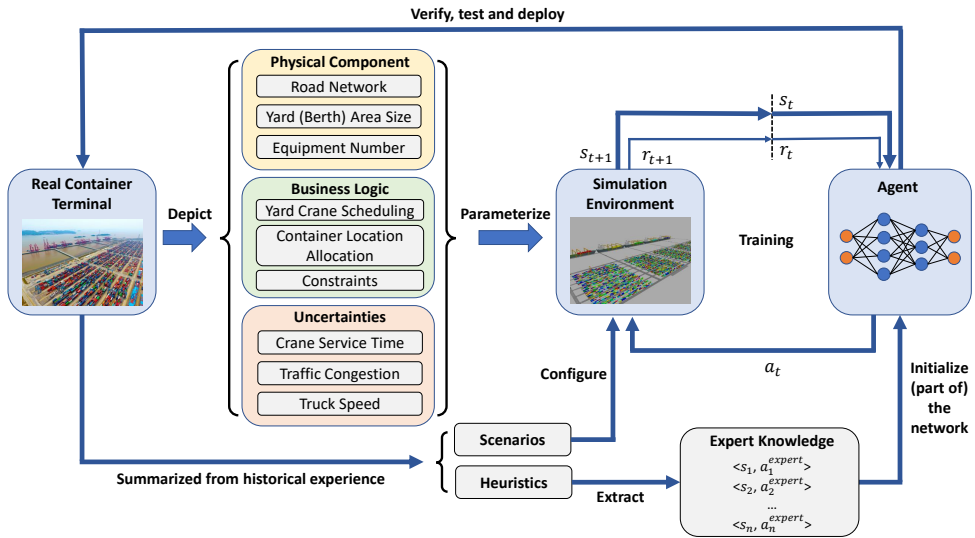 Verify, test and deploy
Physical Component
Road Network
Yard (Berth) Area Size
Equipment Number
Real Container
Terminal
Depict
Business Logic
Yard Crane Scheduling
Container Location
Allocation
Constraints
Uncertainties
Crane Service Time
Traffic Congestion
Truck Speed
Parameterize
s_{t+1}
r_{t+1}
s_t
r_t
Simulation
Environment
Training
Agent
a_t
Configure
Initialize
(part of)
the
network
Summarized from historical experience
Scenarios
Heuristics
Extract
Expert Knowledge
<s_1, a_1^{expert}>
<s_2, a_2^{expert}>
...
<s_n, a_n^{expert}>